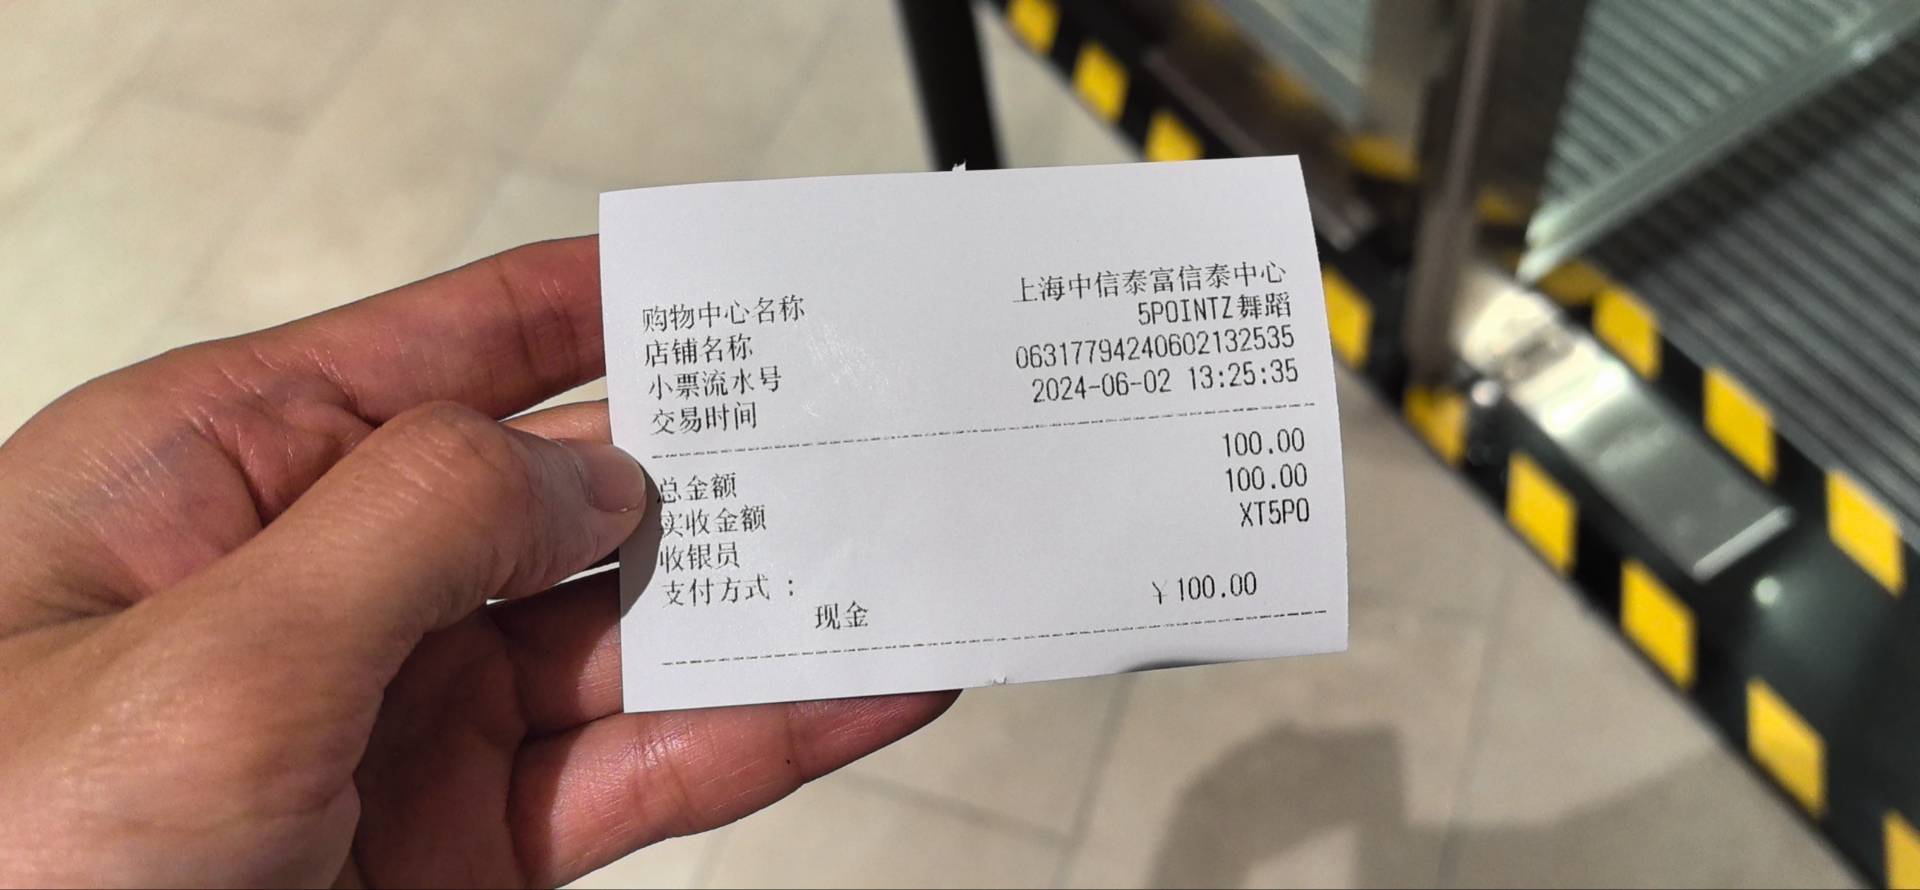 购物中心名称 上海中信泰富信泰中心
店铺名称 5POINTZ舞蹈
小票流水号 06317794240602132535
交易时间 2024-06-02 13:25:35
总金额 100.00
实收金额 100.00
收银员 XT5PO
支付方式 :
现金 ￥100.00